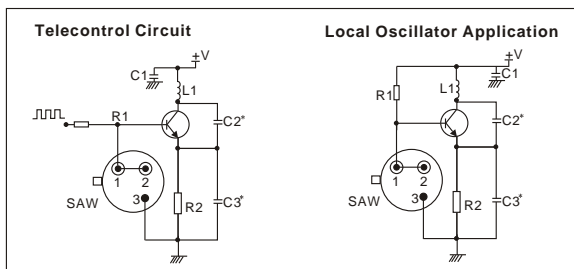 Telecontrol Circuit
+V
C1
L1
R1
C2*
1 2
3
SAW
R2
C3*
Local Oscillator Application
+V
C1
R1
L1
C2*
1 2
3
SAW
R2
C3*